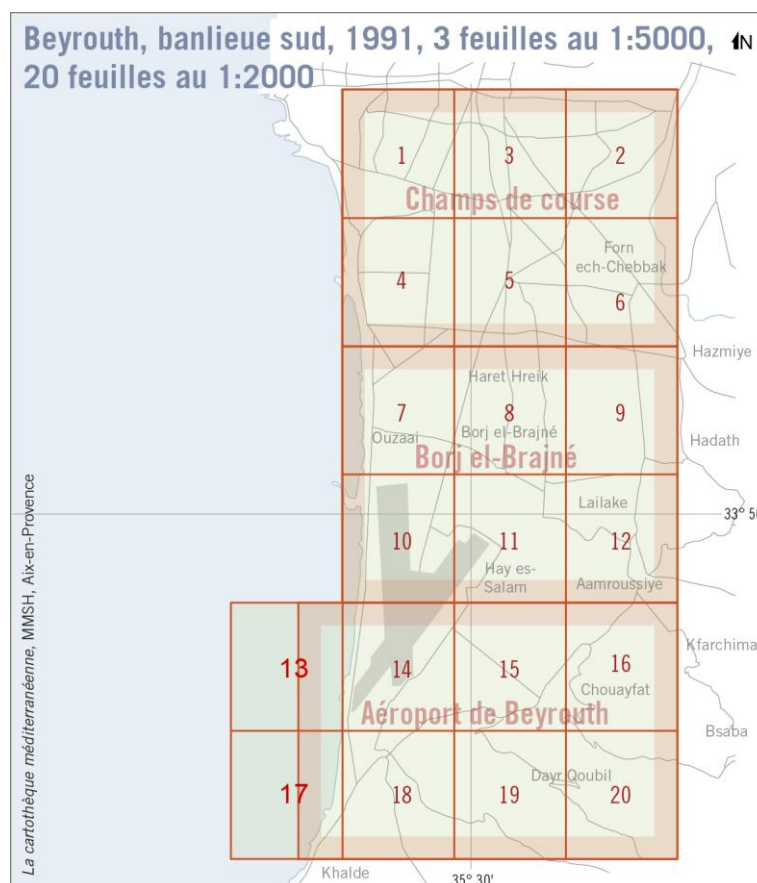 Beyrouth, banlieue sud, 1991, 3 feuilles au 1:5000,
N
20 feuilles au 1:2000
1
3
2
Champs de course
Forn
ech-Chebbak
4
5
6
Hazmiye
Haret Hreik
7
8
9
Ouzaai
Borj el-Brajné
Hadath
Borj el-Brajné
Lailake
33° 50
10
11
12
Hay es-
Salam
Aamroussiye
Kfarchima
13
14
15
16
Chouayfat
Aéroport de Beyrouth
Bsaba
Dayr Qoubil
17
18
19
20
Khalde
35° 30'
La cartothèque méditerranéenne, MMSH, Aix-en-Provence